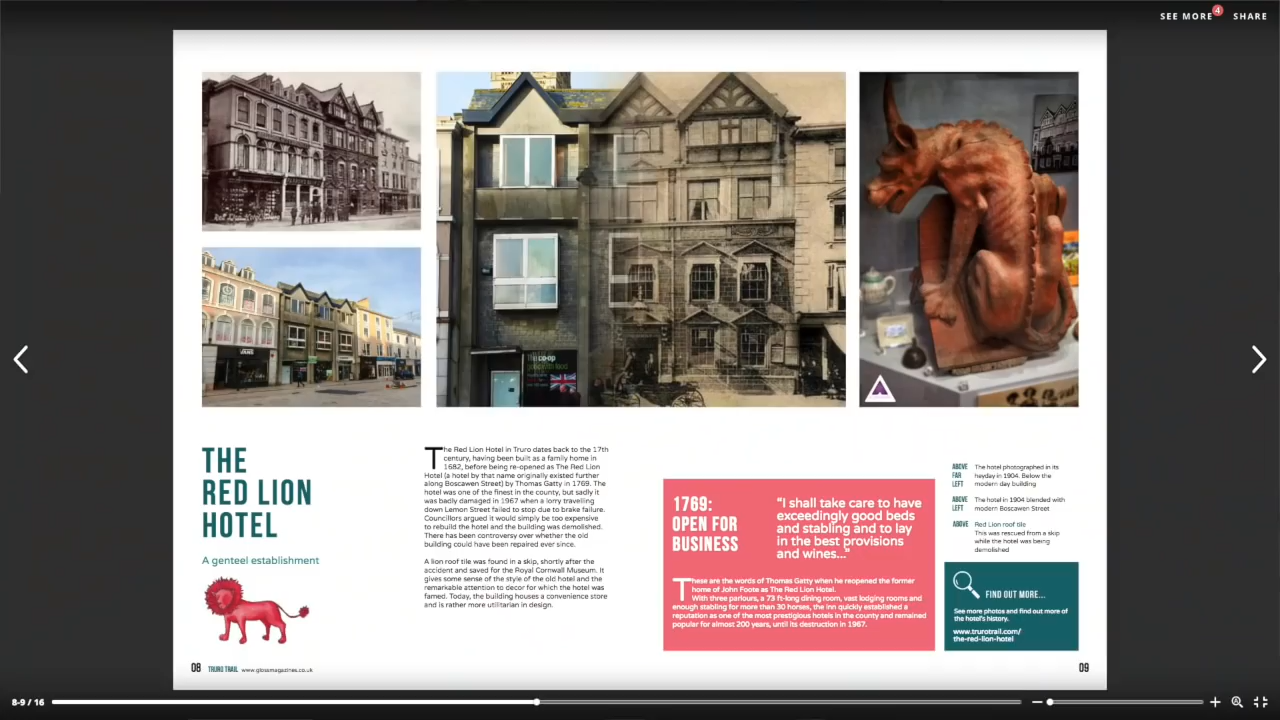 SEE MORE 4 SHARE
THE
RED LION
HOTEL
A genteel establishment
The Red Lion Hotel in Truro dates back to the 17th
century, having been built as a family home in
1682, before being re-opened as The Red Lion
Hotel (a hotel by that name originally existed further
along Boscawen Street) by Thomas Gatty in 1769. The
hotel was one of the finest in the county, but sadly it
was badly damaged in 1967 when a lorry travelling
down Lemon Street failed to stop due to brake failure.
Councillors argued it would simply be too expensive
to rebuild the hotel and the building was demolished.
There has been controversy over whether the old
building could have been repaired ever since.
A lion roof tile was found in a skip, shortly after the
accident and saved for the Royal Cornwall Museum. It
gives some sense of the style of the old hotel and the
remarkable attention to decor for which the hotel was
famed. Today, the building houses a convenience store
and is rather more utilitarian in design.
1769:
OPEN FOR
BUSINESS
“I shall take care to have
exceedingly good beds
and stabling and to lay
in the best provisions
and wines...”
These are the words of Thomas Gatty when he reopened the former
home of John Foote as The Red Lion Hotel.
With three parlours, a 73 ft-long dining room, vast lodging rooms and
enough stabling for more than 30 horses, the inn quickly established a
reputation as one of the most prestigious hotels in the county and remained
popular for almost 200 years, until its destruction in 1967.
ABOVE
FAR
LEFT
The hotel photographed in its
heyday in 1904. Below the
modern day building
ABOVE
LEFT
The hotel in 1904 blended with
modern Boscawen Street
ABOVE
Red Lion roof tile
This was rescued from a skip
while the hotel was being
demolished
FIND OUT MORE...
See more photos and find out more of
the hotel's history.
www.trurotrail.com/
the-red-lion-hotel
08 TRURO TRAIL www.glossmagazines.co.uk
09
8-9 / 16
VANS
the co-op